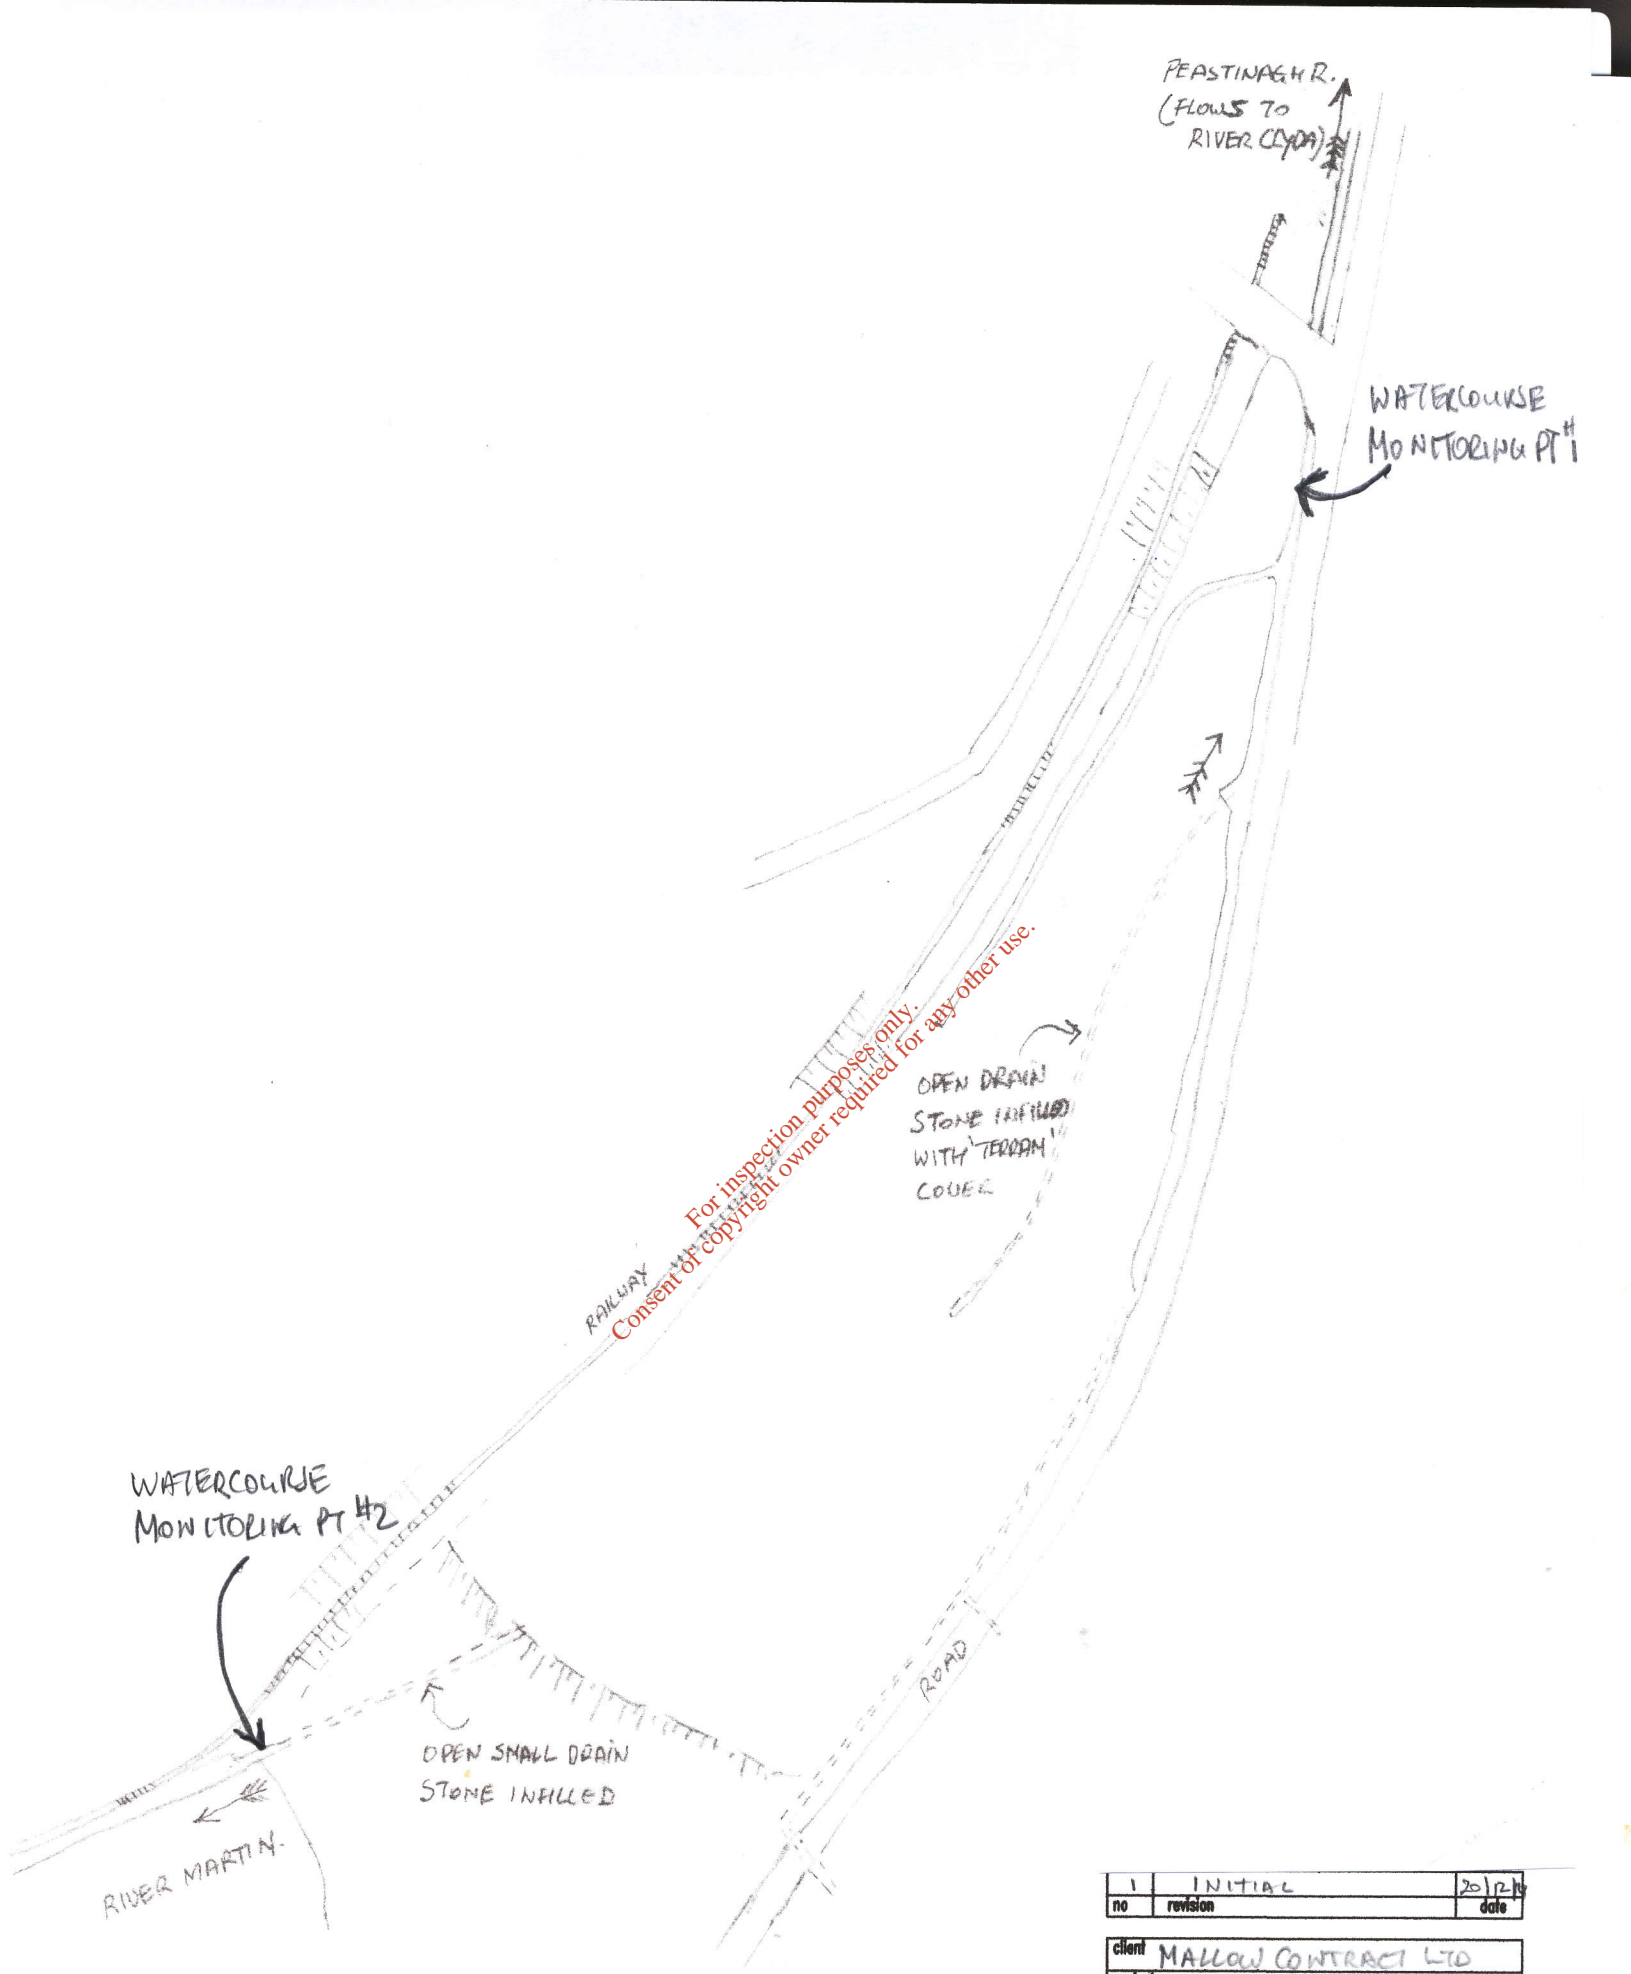 PEASTINAGH R.
(FLOWS TO
RIVER CLYDA)
WATERCOURSE
MONITORING PT #1
For inspection purposes only.
Consent of copyright owner required for any other use.
OPEN DRAIN
STONE INFILLED
WITH 'TERRAM'
COVER
RAILWAY
WATERCOURSE
MONITORING PT #2
ROAD
OPEN SMALL DRAIN
STONE INFILLED
RIVER MARTIN.
1 INITIAL
no revision date
client MALLOW CONTRACT LTD